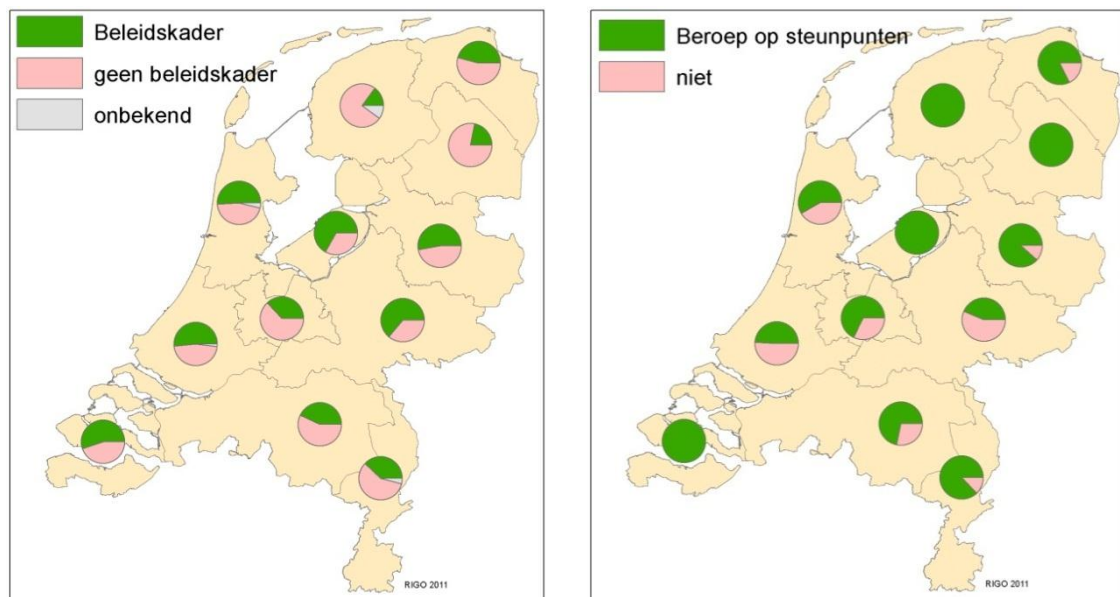 Beleidskader
geen beleidskader
onbekend
RIGO 2011
Beroep op steunpunten
niet
RIGO 2011